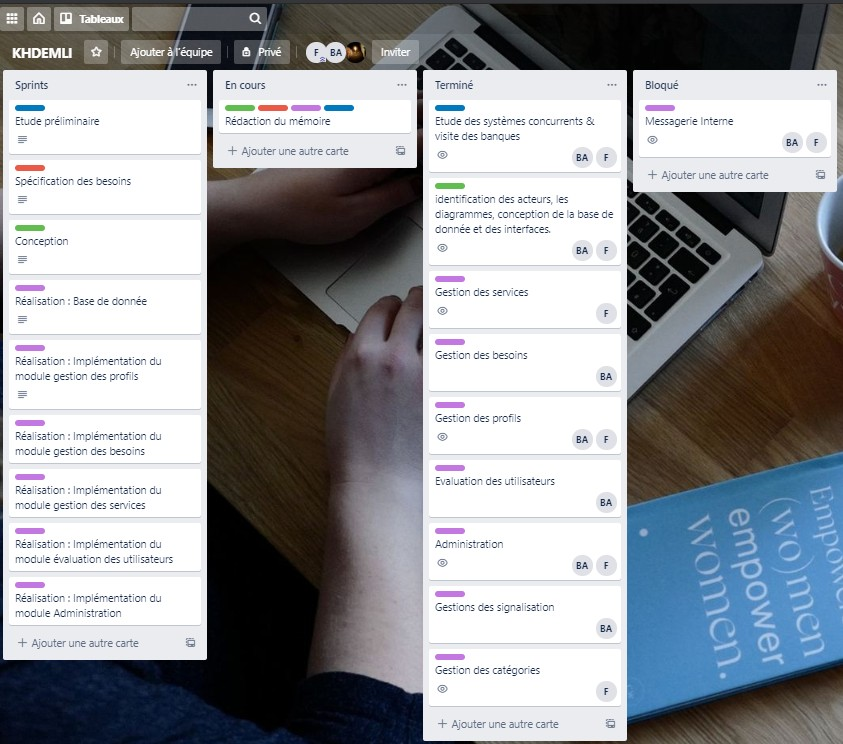 Tableaux
KHDEMLI
Ajouter à l'équipe
Privé
F
BA
Inviter
Sprints
Etude préliminaire
Spécification des besoins
Conception
Réalisation : Base de donnée
Réalisation : Implémentation du
module gestion des profils
Réalisation : Implémentation du
module gestion des besoins
Réalisation : Implémentation du
module gestion des services
Réalisation : Implémentation du
module évaluation des utilisateurs
Réalisation : Implémentation du
module Administration
+ Ajouter une autre carte
En cours
Rédaction du mémoire
+ Ajouter une autre carte
Terminé
Etude des systèmes concurrents &
visite des banques
BA F
identification des acteurs, les
diagrammes, conception de la base de
donnée et des interfaces.
BA F
Gestion des services
F
Gestion des besoins
BA
Gestion des profils
BA F
Evaluation des utilisateurs
BA
Administration
BA F
Gestions des signalisation
BA
Gestion des catégories
F
+ Ajouter une autre carte
Bloqué
Messagerie Interne
BA F
+ Ajouter une autre carte
women.
empower
(wo)men